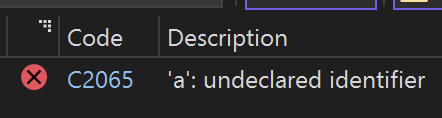 Code Description
C2065 'a': undeclared identifier